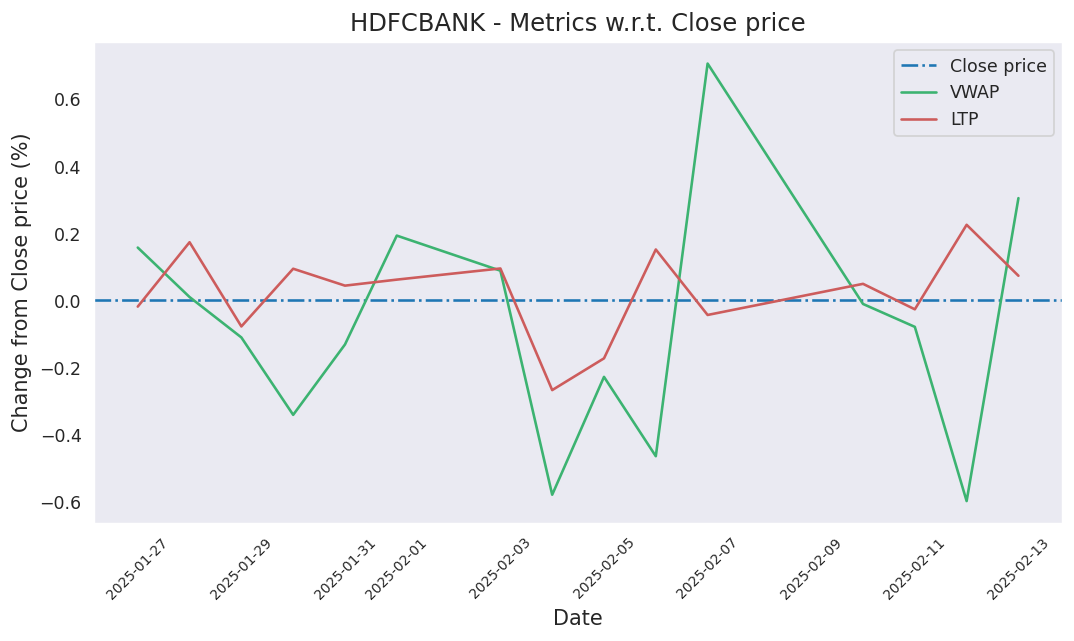 HDFCBANK - Metrics w.r.t. Close price
Close price
VWAP
LTP
Change from Close price (%)
0.6
0.4
0.2
0.0
−0.2
−0.4
−0.6
2025-01-27
2025-01-29
2025-01-31
2025-02-01
2025-02-03
2025-02-05
2025-02-07
2025-02-09
2025-02-11
2025-02-13
Date